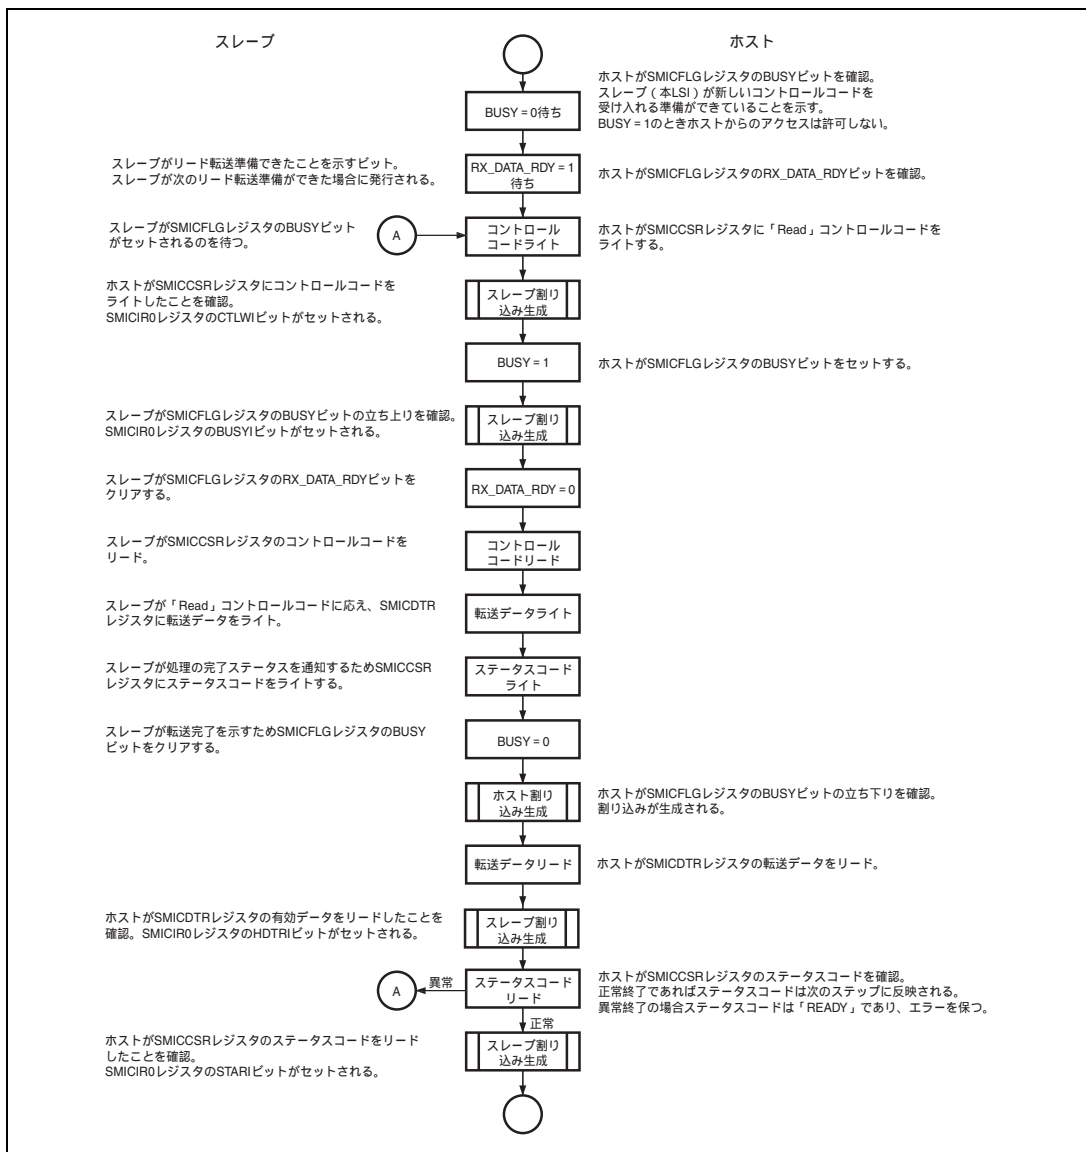 スレーブ
ホスト
ホストがSMICFLGレジスタのBUSYビットを確認。
スレーブ（本LSI）が新しいコントロールコードを
受け入れる準備ができていることを示す。
BUSY = 1のときホストからのアクセスは許可しない。
BUSY = 0待ち
スレーブがリード転送準備できたことを示すビット。
スレーブが次のリード転送準備ができた場合に発行される。
RX_DATA_RDY = 1
待ち
ホストがSMICFLGレジスタのRX_DATA_RDYビットを確認。
スレーブがSMICFLGレジスタのBUSYビット
がセットされるのを待つ。
A
コントロール
コードライト
ホストがSMICCSRレジスタに「Read」コントロールコードを
ライトする。
ホストがSMICCSRレジスタにコントロールコードを
ライトしたことを確認。
SMICIR0レジスタのCTLWIビットがセットされる。
スレーブ割り
込み生成
BUSY = 1
ホストがSMICFLGレジスタのBUSYビットをセットする。
スレーブがSMICFLGレジスタのBUSYビットの立ち上りを確認。
SMICIR0レジスタのBUSYIビットがセットされる。
スレーブ割り
込み生成
スレーブがSMICFLGレジスタのRX_DATA_RDYビットを
クリアする。
RX_DATA_RDY = 0
スレーブがSMICCSRレジスタのコントロールコードを
リード。
コントロール
コードリード
スレーブが「Read」コントロールコードに応え、SMICDTR
レジスタに転送データをライト。
転送データライト
スレーブが処理の完了ステータスを通知するためSMICCSR
レジスタにステータスコードをライトする。
ステータスコード
ライト
スレーブが転送完了を示すためSMICFLGレジスタのBUSY
ビットをクリアする。
BUSY = 0
ホスト割り
込み生成
ホストがSMICFLGレジスタのBUSYビットの立ち下りを確認。
割り込みが生成される。
転送データリード
ホストがSMICDTRレジスタの転送データをリード。
ホストがSMICDTRレジスタの有効データをリードしたことを
確認。SMICIR0レジスタのHDTRIビットがセットされる。
スレーブ割り
込み生成
A
異常
ステータスコード
リード
ホストがSMICCSRレジスタのステータスコードを確認。
正常終了であればステータスコードは次のステップに反映される。
異常終了の場合ステータスコードは「READY」であり、エラーを保つ。
正常
ホストがSMICCSRレジスタのステータスコードをリード
したことを確認。
SMICIR0レジスタのSTARIビットがセットされる。
スレーブ割り
込み生成